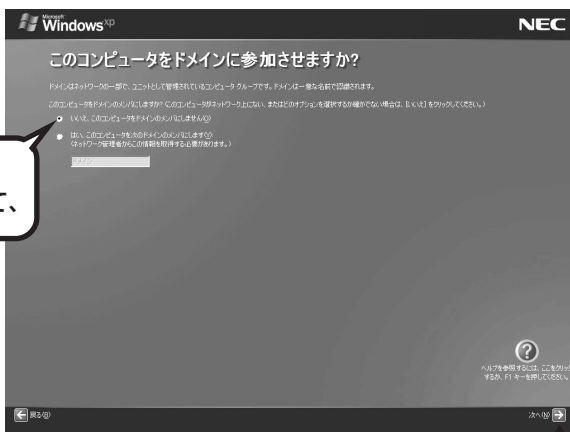 Microsoft
Windows xp
NEC
このコンピュータをドメインに参加させますか?
ドメインはネットワークの一部で、ユニットとして管理されているコンピュータ グループです。ドメインは一意な名前で認識されます。
このコンピュータをドメインのメンバにしますか? (このコンピュータがネットワーク上にない、またはどのオプションを選択するか確かでない場合は、[いいえ] をクリックしてください。)
いいえ、このコンピュータをドメインのメンバにしません(O)
はい、このコンピュータを次のドメインのメンバにします(Y):
(ネットワーク管理者からこの情報を取得する必要があります。)
ドメイン
て、
?
ヘルプを参照するには、ここをクリッ
するか、F1 キーを押してください。
戻る(B)
次へ(N)